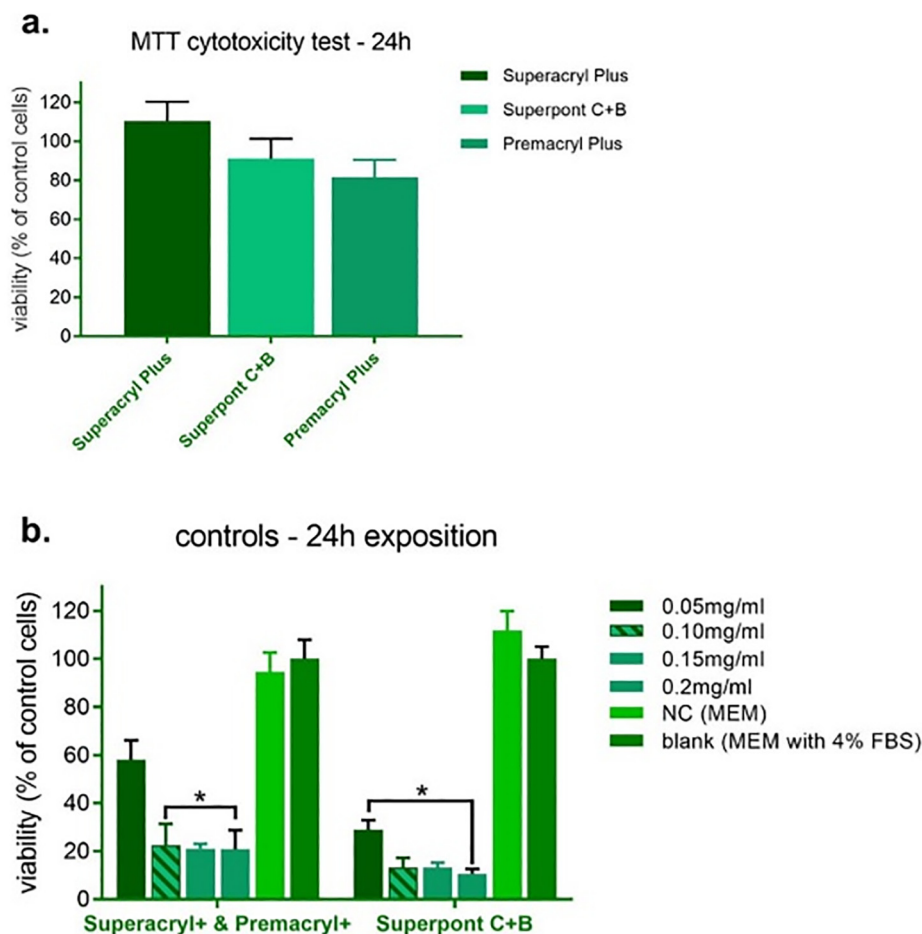 a.
MTT cytotoxicity test - 24h
viability (% of control cells)
120
100
80
60
40
20
0
Superacryl Plus
Superpont C+B
Premacryl Plus
Superacryl Plus
Superpont C+B
Premacryl Plus
b.
controls - 24h exposition
viability (% of control cells)
120
100
80
60
40
20
0
*
*
Superacryl+ & Premacryl+
Superpont C+B
0.05mg/ml
0.10mg/ml
0.15mg/ml
0.2mg/ml
NC (MEM)
blank (MEM with 4% FBS)